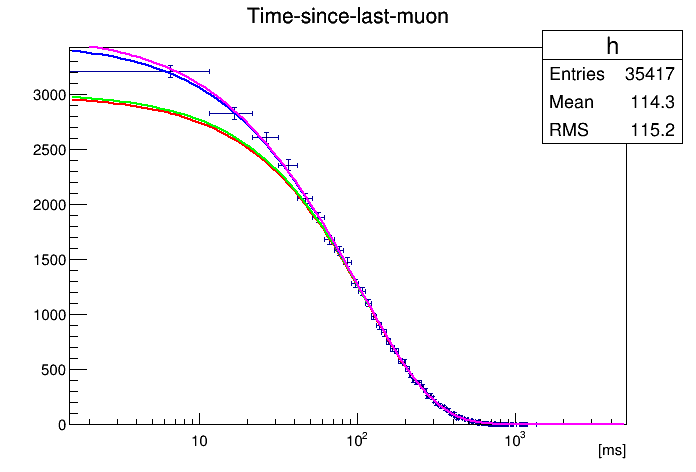 Time-since-last-muon
h
Entries 35417
Mean 114.3
RMS 115.2
3000
2500
2000
1500
1000
500
0
10
10²
10³
[ms]